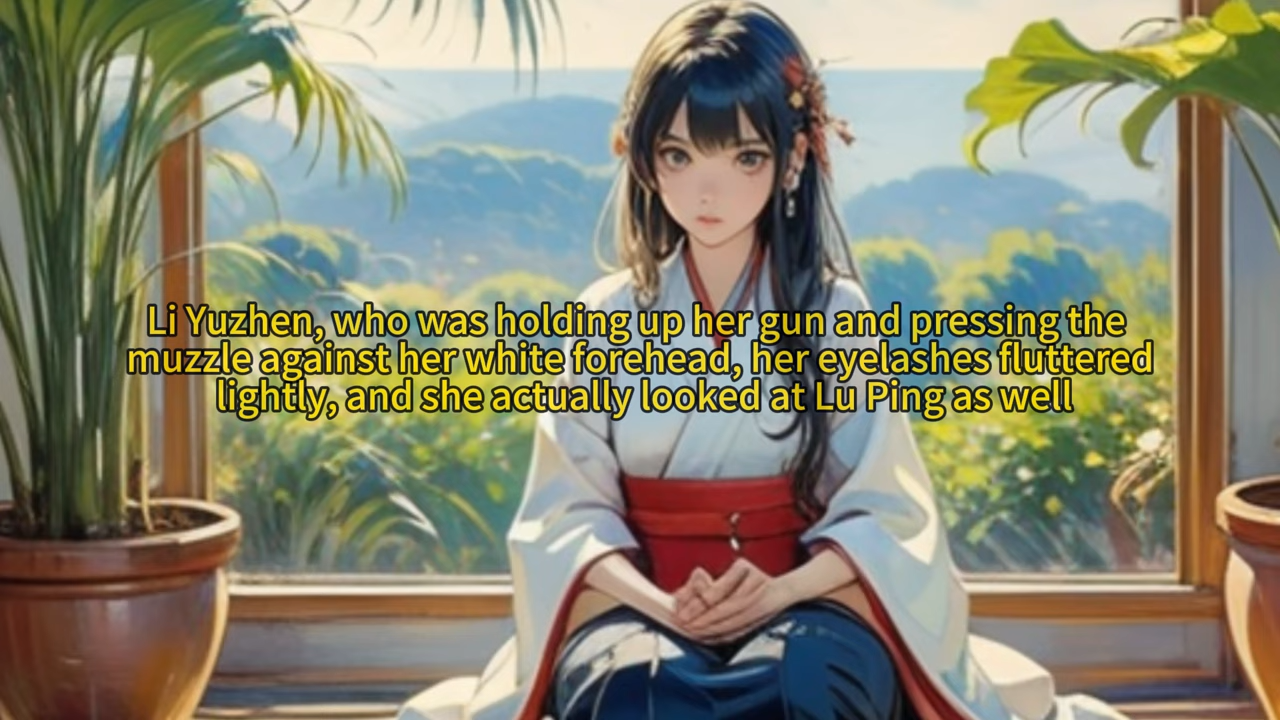 Li Yuzhen, who was holding up her gun and pressing the
muzzle against her white forehead, her eyelashes fluttered
lightly, and she actually looked at Lu Ping as well